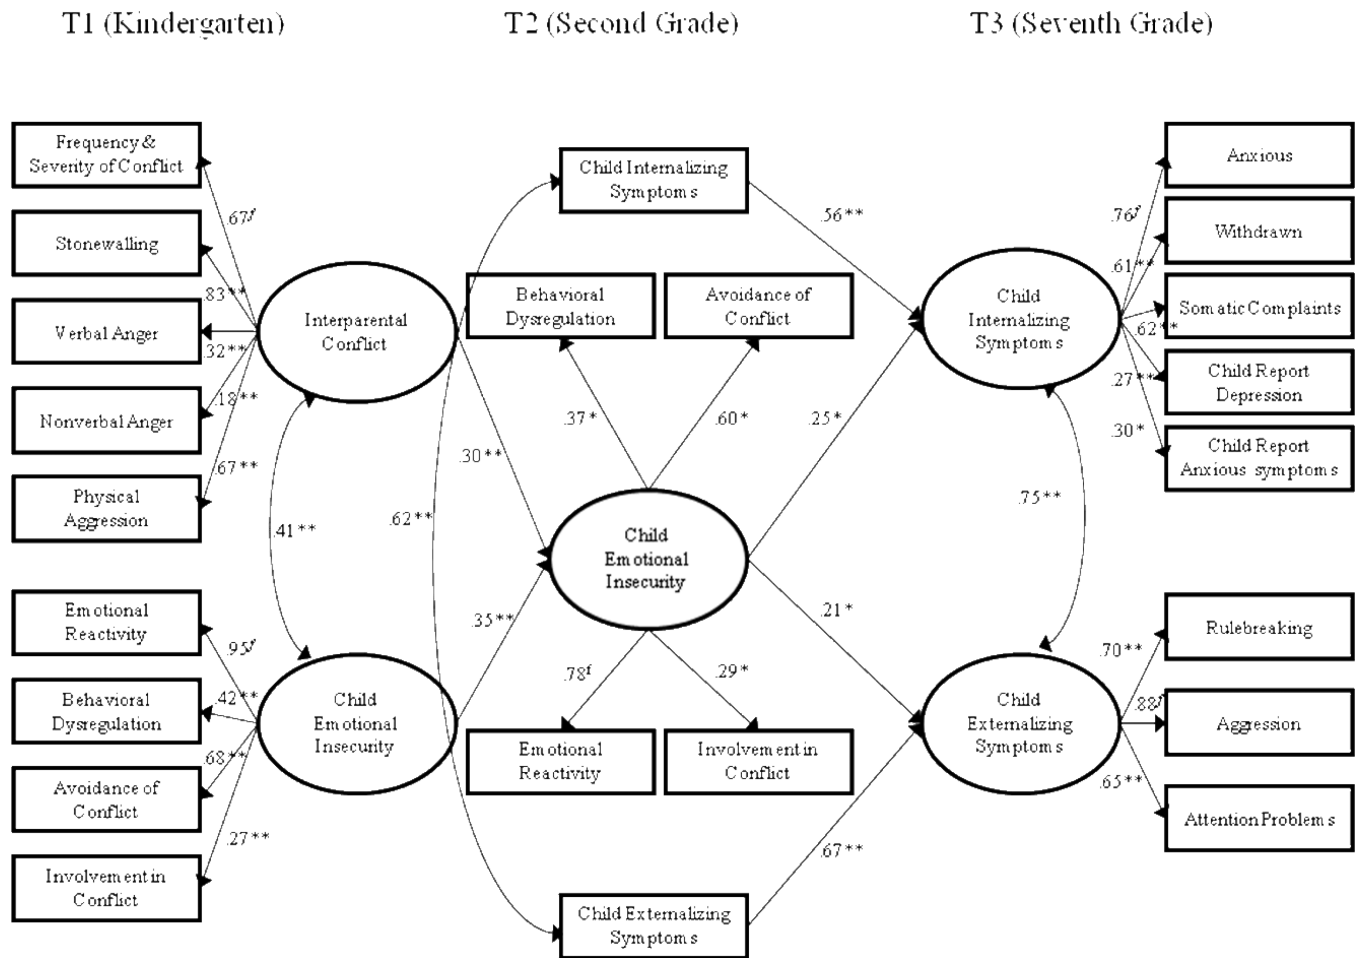 T1 (Kindergarten)
T2 (Second Grade)
T3 (Seventh Grade)
Frequency &
Severity of Conflict
Stonewalling
Verbal Anger
Nonverbal Anger
Physical
Aggression
.67f
.83**
.32**
.18**
.67**
Interparental
Conflict
.41**
Emotional
Reactivity
Behavioral
Dysregulation
Avoidance of
Conflict
Involvement in
Conflict
.95f
.42**
.68**
.27**
Child
Emotional
Insecurity
Child Internalizing
Symptoms
Behavioral
Dysregulation
Avoidance of
Conflict
.37*
.60*
.30**
.62**
.35**
Child
Emotional
Insecurity
.78f
.29*
Emotional
Reactivity
Involvement in
Conflict
Child Externalizing
Symptoms
.56**
.25*
.21*
.67**
Child
Internalizing
Symptoms
.75**
Child
Externalizing
Symptoms
.76f
.61**
.62**
.27**
.30*
Anxious
Withdrawn
Somatic Complaints
Child Report
Depression
Child Report
Anxious symptoms
.70**
.88f
.65**
Rulebreaking
Aggression
Attention Problems